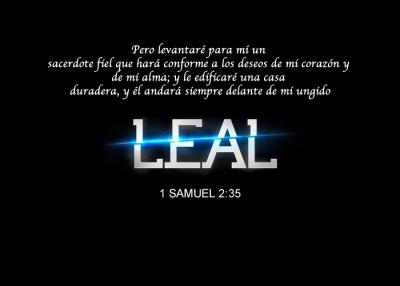 Pero levantaré para mí un
sacerdote fiel que hará conforme a los deseos de mi corazón y
de mi alma; y le edificaré una casa
duradera, y él andará siempre delante de mi ungido
LEAL
1 SAMUEL 2:35